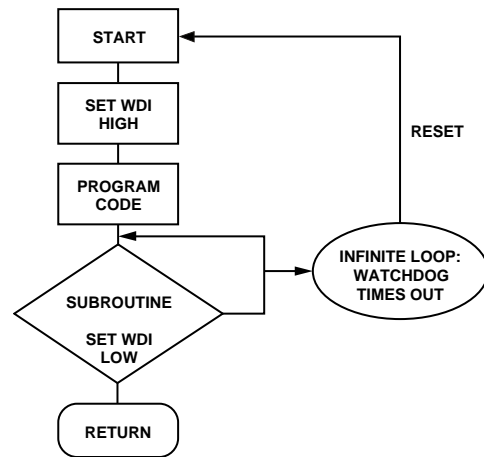 START
SET WDI
HIGH
RESET
PROGRAM
CODE
INFINITE LOOP:
WATCHDOG
TIMES OUT
SUBROUTINE
SET WDI
LOW
RETURN